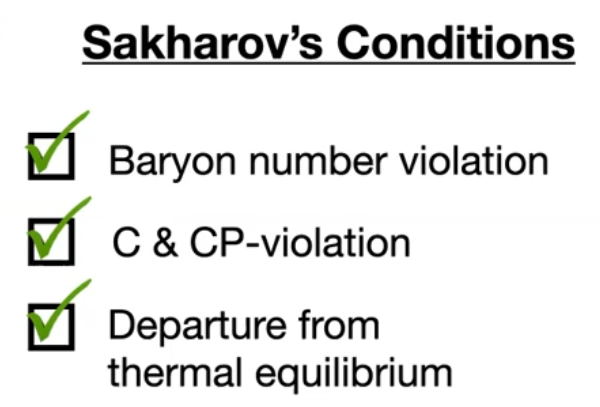 Sakharov’s Conditions
Baryon number violation
C & CP-violation
Departure from
thermal equilibrium